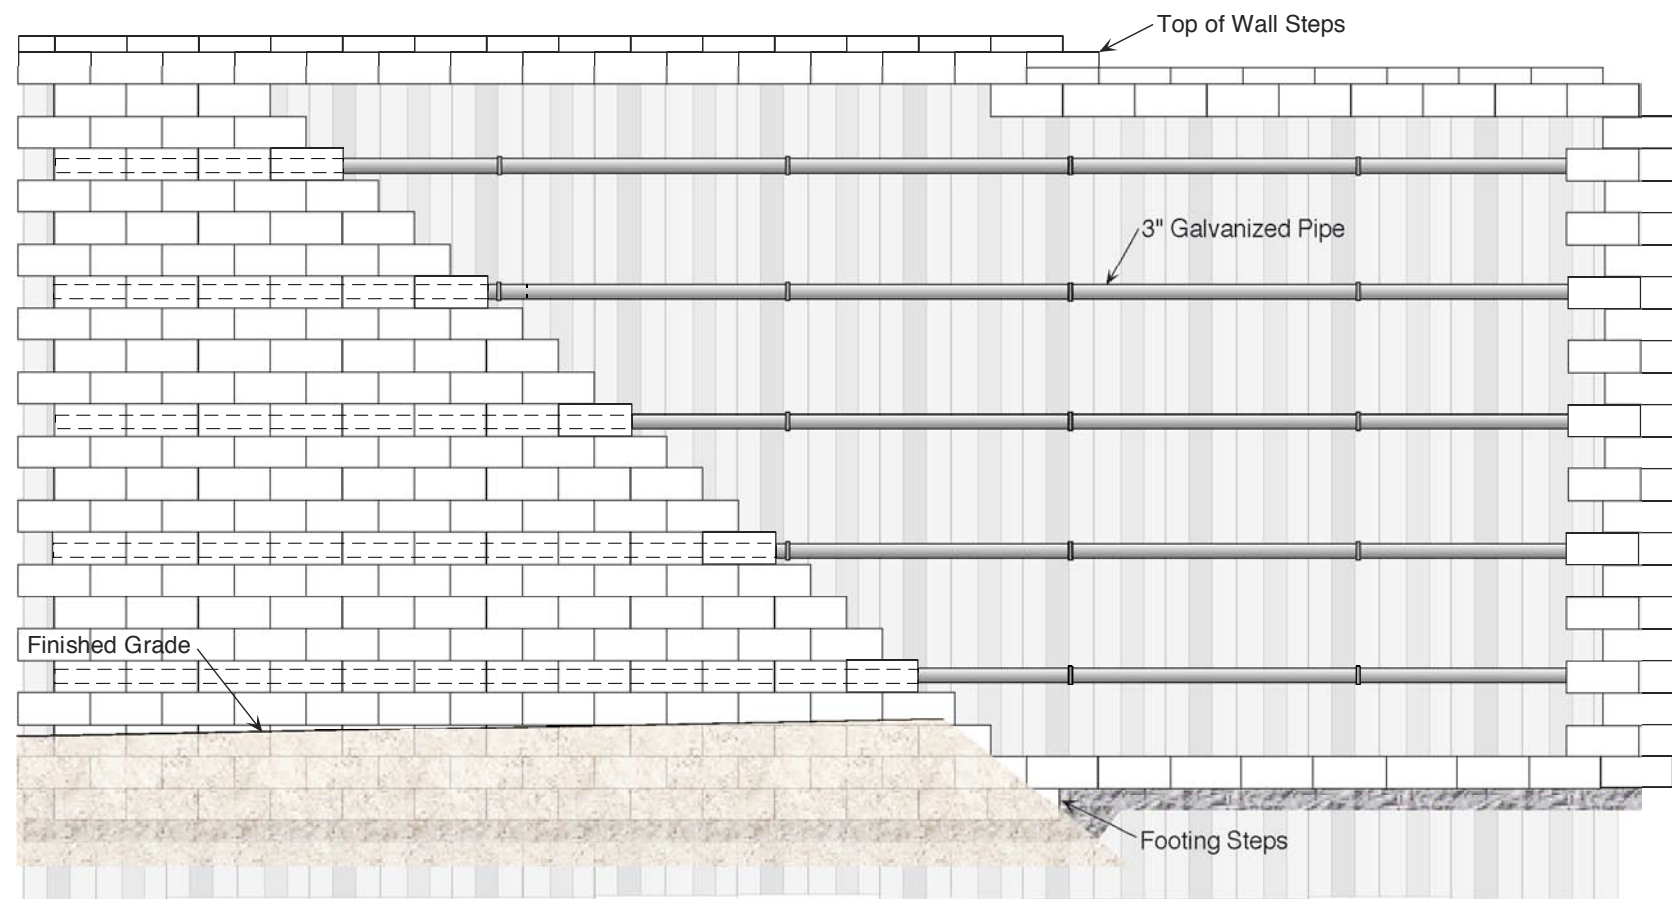 Top of Wall Steps
3" Galvanized Pipe
Finished Grade
Footing Steps